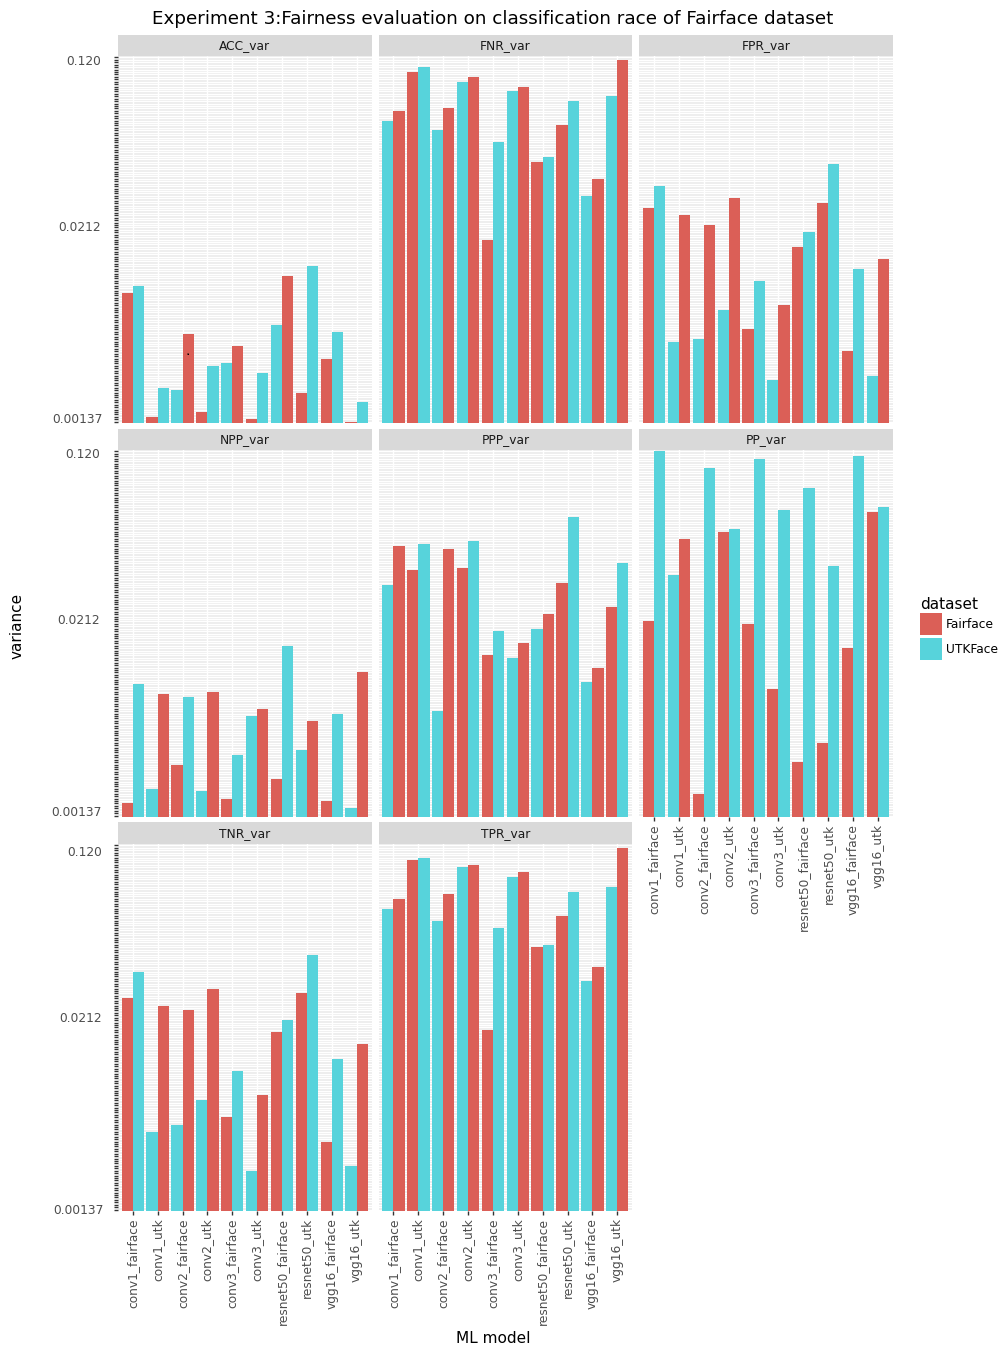 Experiment 3:Fairness evaluation on classification race of Fairface dataset
ACC_var
FNR_var
FPR_var
0.120
0.0212
0.00137
NPP_var
PPP_var
PP_var
0.120
0.0212
0.00137
TNR_var
TPR_var
0.120
0.0212
0.00137
conv1_fairface
conv1_utk
conv2_fairface
conv2_utk
conv3_fairface
conv3_utk
resnet50_fairface
resnet50_utk
vgg16_fairface
vgg16_utk
conv1_fairface
conv1_utk
conv2_fairface
conv2_utk
conv3_fairface
conv3_utk
resnet50_fairface
resnet50_utk
vgg16_fairface
vgg16_utk
conv1_fairface
conv1_utk
conv2_fairface
conv2_utk
conv3_fairface
conv3_utk
resnet50_fairface
resnet50_utk
vgg16_fairface
vgg16_utk
variance
ML model
dataset
Fairface
UTKFace